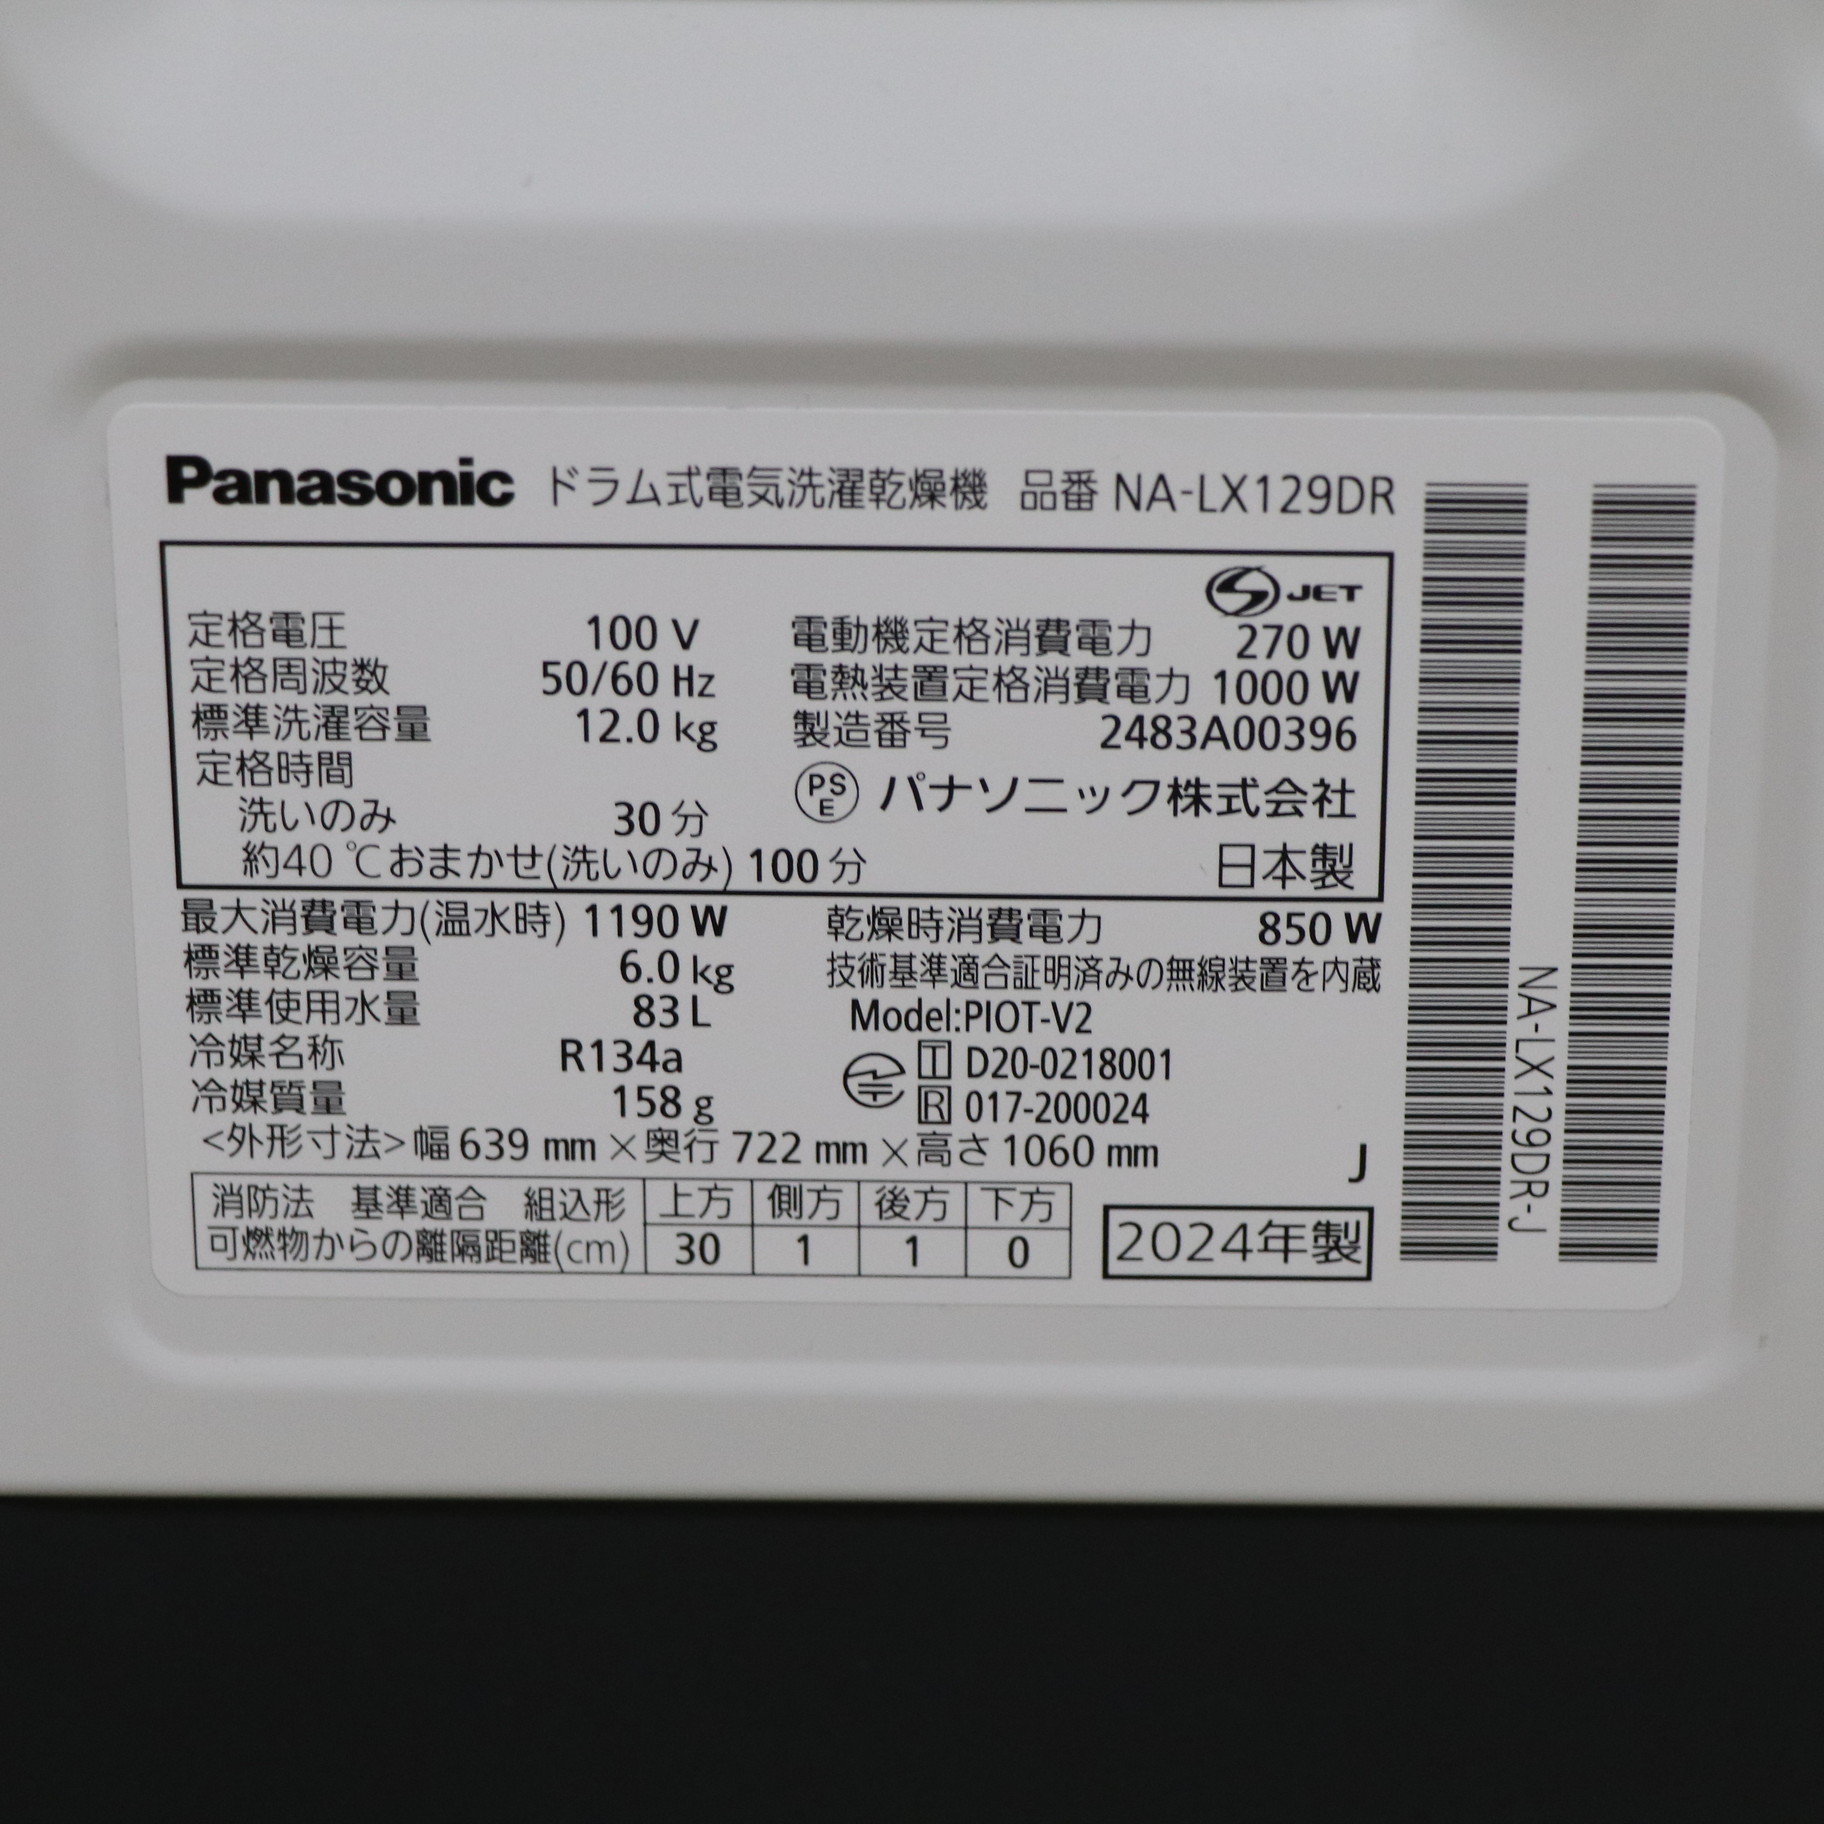 Panasonic ドラム式電気洗濯乾燥機 品番 NA-LX129DR
JET
定格電圧 100 V 電動機定格消費電力 270 W
定格周波数 50/60 Hz 電熱装置定格消費電力 1000 W
標準洗濯容量 12.0 kg 製造番号 2483A00396
定格時間
洗いのみ 30 分
PS E パナソニック株式会社
約40℃おまかせ(洗いのみ) 100 分 日本製
最大消費電力(温水時) 1190 W 乾燥時消費電力 850 W
標準乾燥容量 6.0 kg 技術基準適合証明済みの無線装置を内蔵
標準使用水量 83 L Model:PIOT-V2
冷媒名称 R134a T D20-0218001
冷媒質量 158 g R 017-200024
<外形寸法>幅 639 mm×奥行 722 mm×高さ 1060 mm J
消防法 基準適合 組込形 上方 側方 後方 下方
可燃物からの離隔距離(cm) 30 1 1 0
2024年製
NA-LX129DR-J